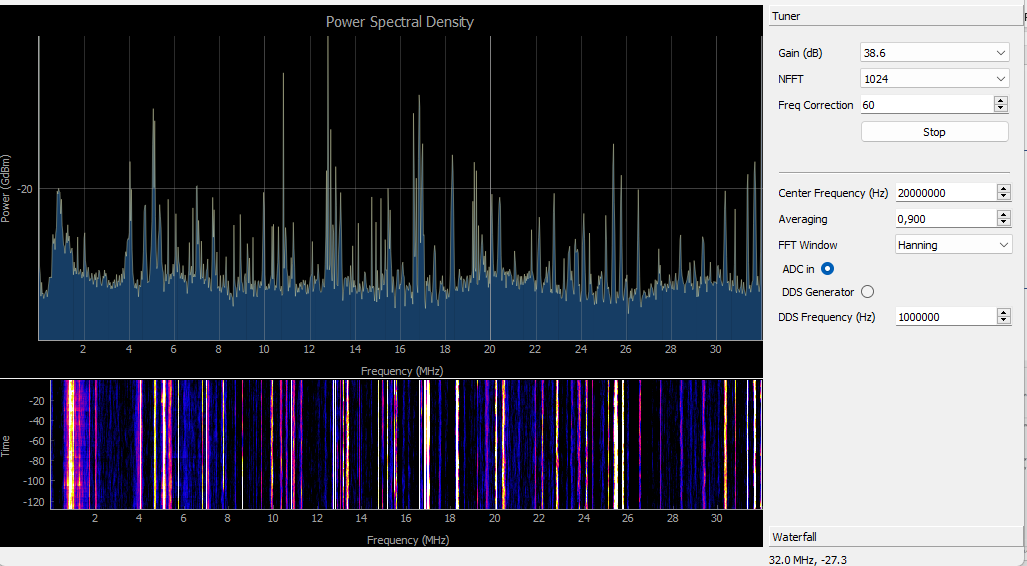 Power Spectral Density
Power (GdBm)
-20
2 4 6 8 10 12 14 16 18 20 22 24 26 28 30
Frequency (MHz)
Time
-20
-40
-60
-80
-100
-120
2 4 6 8 10 12 14 16 18 20 22 24 26 28 30
Frequency (MHz)
Tuner
Gain (dB) 38.6
NFFT 1024
Freq Correction 60
Stop
Center Frequency (Hz) 20000000
Averaging 0,900
FFT Window Hanning
ADC in
DDS Generator
DDS Frequency (Hz) 1000000
Waterfall
32.0 MHz, -27.3